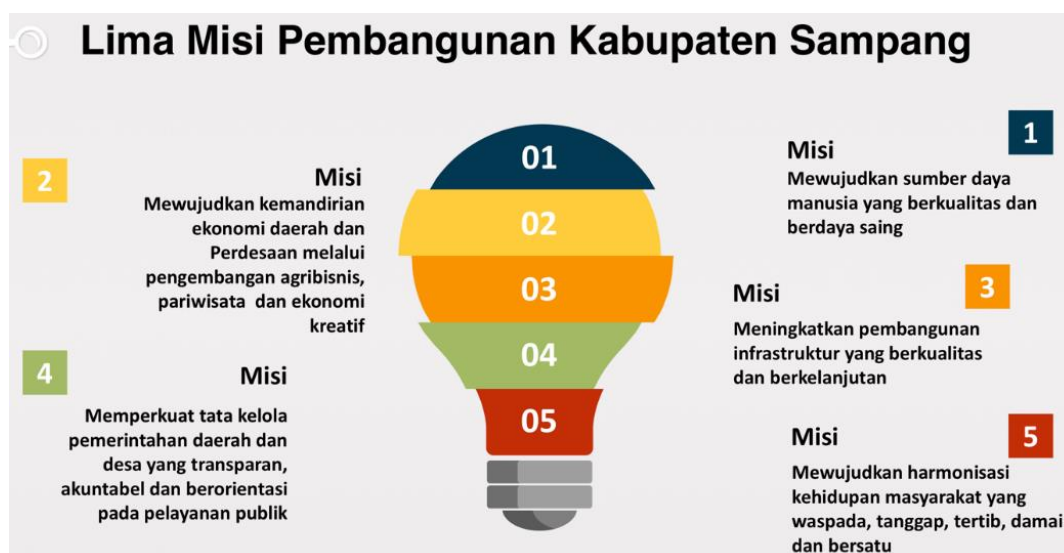 Lima Misi Pembangunan Kabupaten Sampang
1
Misi
Mewujudkan sumber daya
manusia yang berkualitas dan
berdaya saing
2
Misi
Mewujudkan kemandirian
ekonomi daerah dan
Perdesaan melalui
pengembangan agribisnis,
pariwisata dan ekonomi
kreatif
3
Misi
Meningkatkan pembangunan
infrastruktur yang berkualitas
dan berkelanjutan
4
Misi
Memperkuat tata kelola
pemerintahan daerah dan
desa yang transparan,
akuntabel dan berorientasi
pada pelayanan publik
5
Misi
Mewujudkan harmonisasi
kehidupan masyarakat yang
waspada, tanggap, tertib, damai
dan bersatu
01
02
03
04
05